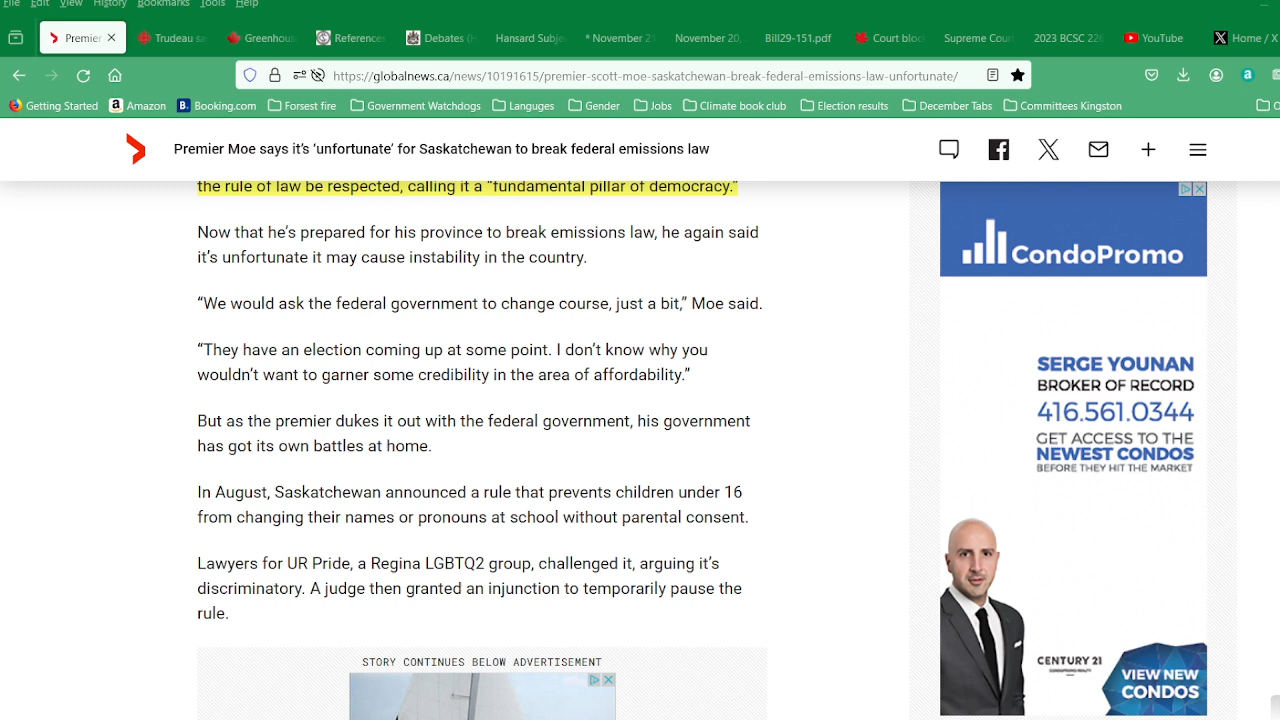 File Edit View History Bookmarks Tools Help
Premier Trudeau sa Greenhous References Debates (H Hansard Subje * November 2 November 20, Bill29-151.pdf Court bloc Supreme Cour 2023 BCSC 226 YouTube Home / X
https://globalnews.ca/news/10191615/premier-scott-moe-saskatchewan-break-federal-emissions-law-unfortunate/
Getting Started Amazon Booking.com Forsest fire Government Watchdogs Languges Gender Jobs Climate book club Election results December Tabs Committees Kingston
Premier Moe says it’s ‘unfortunate’ for Saskatchewan to break federal emissions law
the rule of law be respected, calling it a “fundamental pillar of democracy.”
Now that he’s prepared for his province to break emissions law, he again said
it’s unfortunate it may cause instability in the country.
“We would ask the federal government to change course, just a bit,” Moe said.
“They have an election coming up at some point. I don’t know why you
wouldn’t want to garner some credibility in the area of affordability.”
But as the premier dukes it out with the federal government, his government
has got its own battles at home.
In August, Saskatchewan announced a rule that prevents children under 16
from changing their names or pronouns at school without parental consent.
Lawyers for UR Pride, a Regina LGBTQ2 group, challenged it, arguing it’s
discriminatory. A judge then granted an injunction to temporarily pause the
rule.
STORY CONTINUES BELOW ADVERTISEMENT
CondoPromo
SERGE YOUNAN
BROKER OF RECORD
416.561.0344
GET ACCESS TO THE
NEWEST CONDOS
BEFORE THEY HIT THE MARKET
CENTURY 21
VIEW NEW
CONDOS